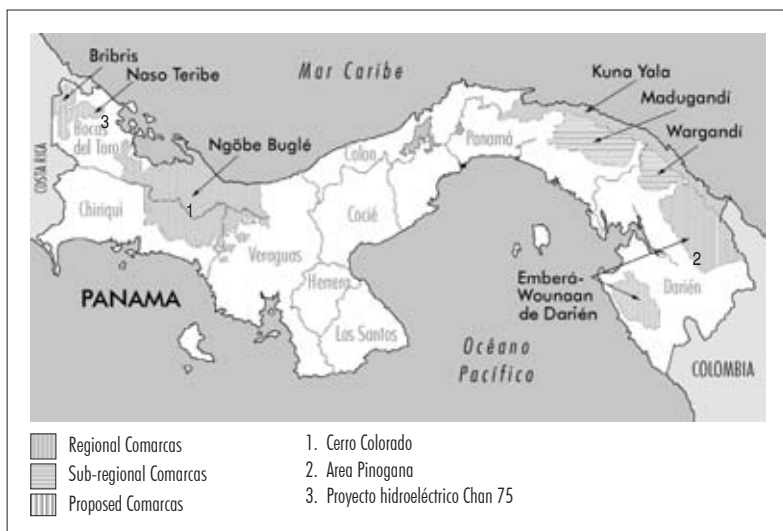 Bribris
Naso Teribe
3
Bocas
del Toro
COSTA RICA
Mar Caribe
Kuna Yala
Madugandí
Wargandí
Ngöbe Buglé
Colon
Panamá
Chiriqui
1
Coclé
Veraguas
PANAMA
Herrera
Los Santos
Emberá-
Wounaan
de Darién
2
Darién
Océano
Pacífico
COLOMBIA
Regional Comarcas
Sub-regional Comarcas
Proposed Comarcas
1. Cerro Colorado
2. Area Pinogana
3. Proyecto hidroeléctrico Chan 75